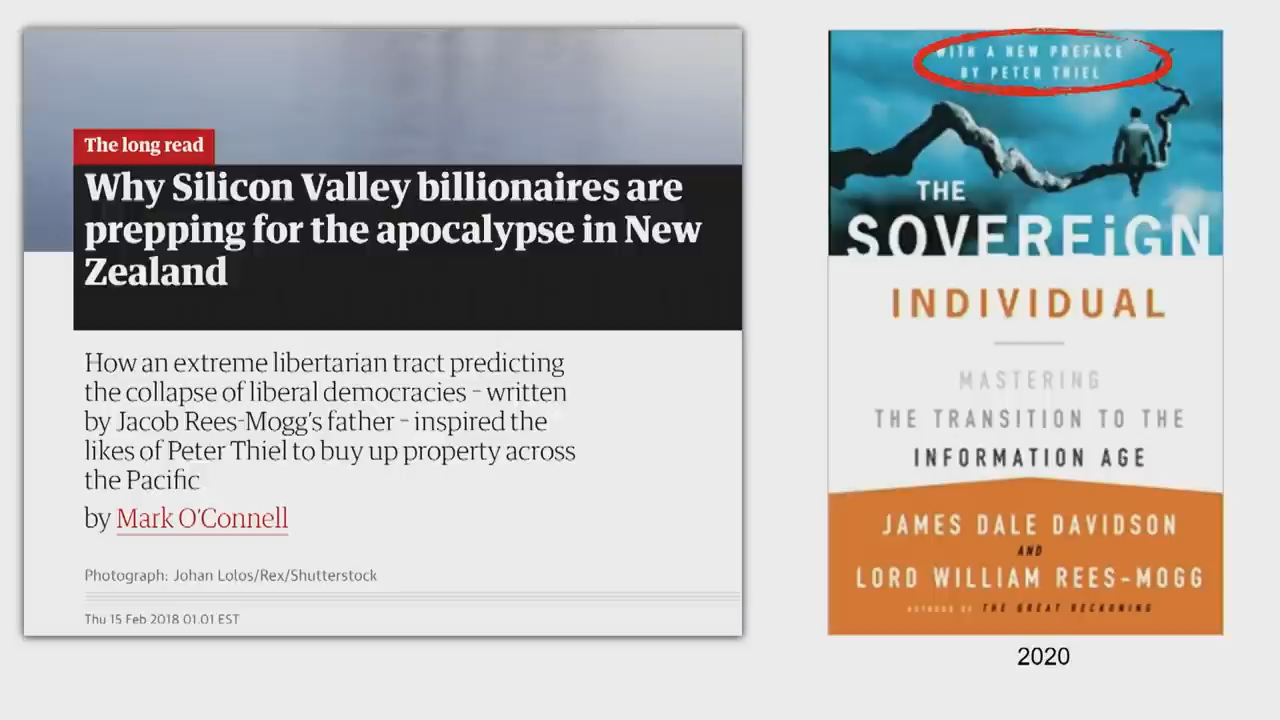 The long read
Why Silicon Valley billionaires are
prepping for the apocalypse in New
Zealand
How an extreme libertarian tract predicting
the collapse of liberal democracies – written
by Jacob Rees-Mogg's father – inspired the
likes of Peter Thiel to buy up property across
the Pacific
by Mark O'Connell
Photograph: Johan Lolos/Rex/Shutterstock
Thu 15 Feb 2018 01.01 EST
WITH A NEW PREFACE
BY PETER THIEL
THE
SOVEREiGN
INDIVIDUAL
MASTERING
THE TRANSITION TO THE
INFORMATION AGE
JAMES DALE DAVIDSON
AND
LORD WILLIAM REES-MOGG
AUTHORS OF THE GREAT RECKONING
2020